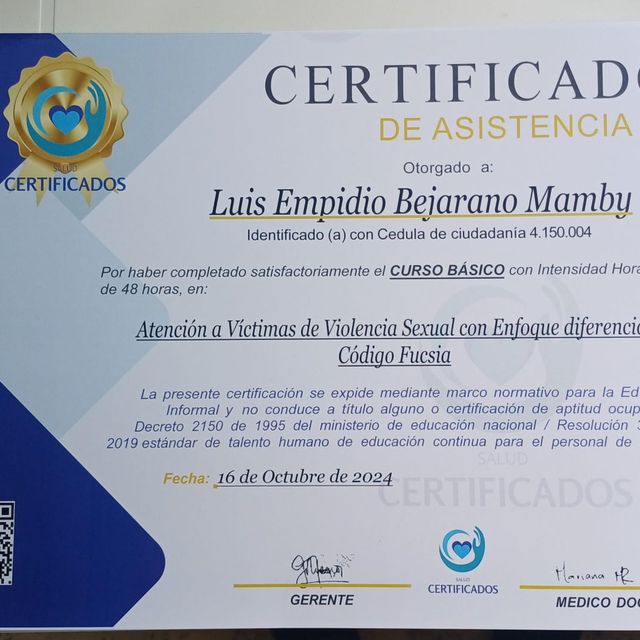 CERTIFICADO
DE ASISTENCIA
SALUD
CERTIFICADOS
Otorgado a:
Luis Empidio Bejarano Mamby
Identificado (a) con Cedula de ciudadanía 4.150.004
Por haber completado satisfactoriamente el CURSO BÁSICO con Intensidad Hora
de 48 horas, en:
Atención a Víctimas de Violencia Sexual con Enfoque diferencia
Código Fucsia
La presente certificación se expide mediante marco normativo para la Ed
Informal y no conduce a título alguno o certificación de aptitud ocup
Decreto 2150 de 1995 del ministerio de educación nacional / Resolución 3
2019 estándar de talento humano de educación continua para el personal de
SALUD
CERTIFICADOS
Fecha: 16 de Octubre de 2024
Mariana MR
SALUD
CERTIFICADOS
GERENTE
MEDICO DO